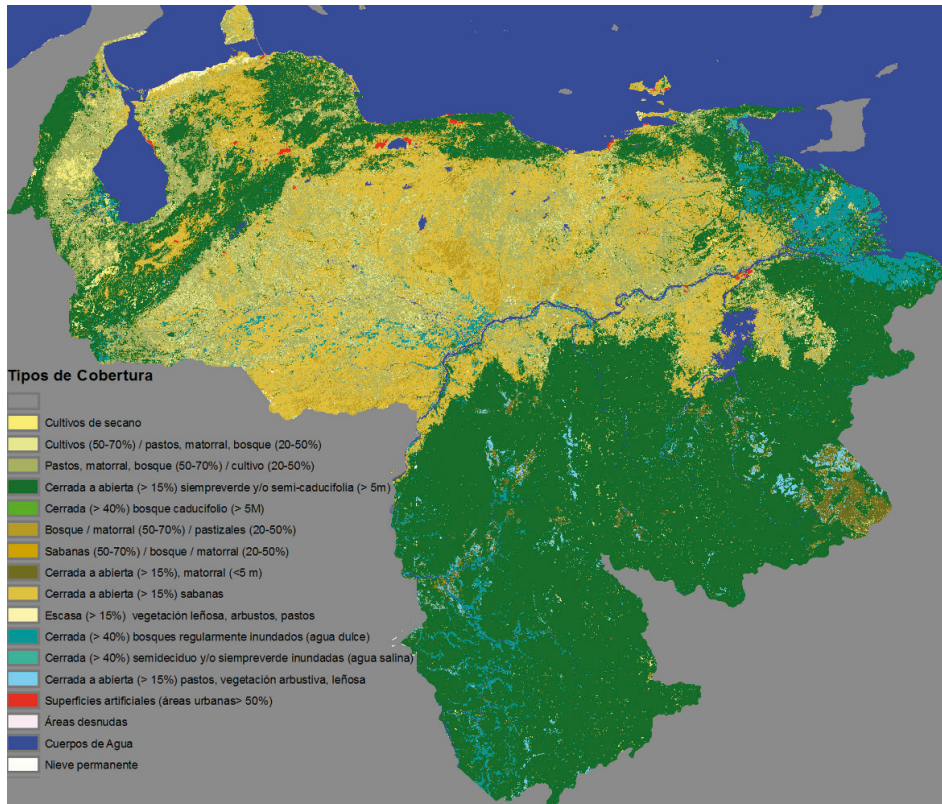 Tipos de Cobertura
Cultivos de secano
Cultivos (50-70%) / pastos, matorral, bosque (20-50%)
Pastos, matorral, bosque (50-70%) / cultivo (20-50%)
Cerrada a abierta (> 15%) siempreverde y/o semi-caducifolia (> 5m)
Cerrada (> 40%) bosque caducifolio (> 5M)
Bosque / matorral (50-70%) / pastizales (20-50%)
Sabanas (50-70%) / bosque / matorral (20-50%)
Cerrada a abierta (> 15%), matorral (<5 m)
Cerrada a abierta (> 15%) sabanas
Escasa (> 15%) vegetación leñosa, arbustos, pastos
Cerrada (> 40%) bosques regularmente inundados (agua dulce)
Cerrada (> 40%) semideciduo y/o siempreverde inundadas (agua salina)
Cerrada a abierta (> 15%) pastos, vegetación arbustiva, leñosa
Superficies artificiales (áreas urbanas> 50%)
Áreas desnudas
Cuerpos de Agua
Nieve permanente